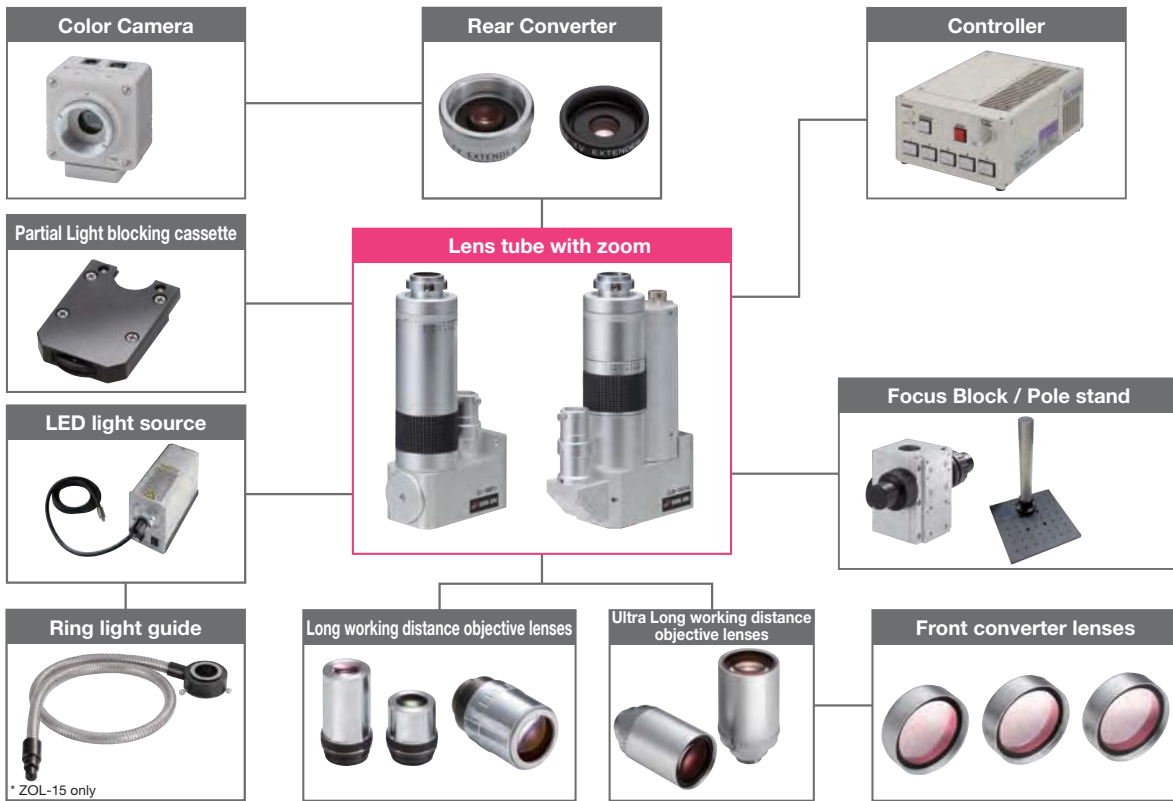 Color Camera
Rear Converter
Controller
TV EXTENDER
Partial Light blocking cassette
Lens tube with zoom
LED light source
Focus Block / Pole stand
Ring light guide
Long working distance objective lenses
Ultra Long working distance
objective lenses
Front converter lenses
* ZOL-15 only